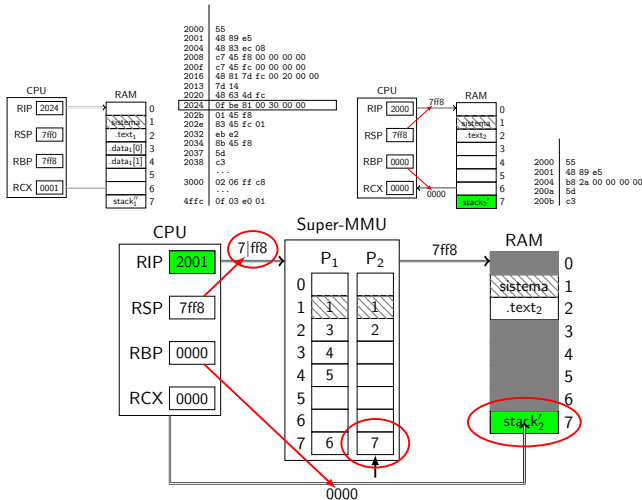 CPU
RIP 2024
RSP 7ff0
RBP 7ff8
RCX 0001
RAM
0
sistema 1
.text1 2
.data1[0] 3
.data1[1] 4
5
6
stack1'' 7
2000 55
2001 48 89 e5
2004 48 83 ec 08
2008 c7 45 f8 00 00 00 00
200f c7 45 fc 00 00 00 00
2016 48 81 7d fc 00 20 00 00
2013 7d 14
2020 48 63 4d fc
2024 0f be 81 00 30 00 00
202b 01 45 f8
202e 83 45 fc 01
2032 eb e2
2034 8b 45 f8
2037 5d
2038 c3
...
3000 02 06 ff c8
...
4ffc 0f 03 e0 01
CPU
RIP 2000
RSP 7ff8
RBP 0000
RCX 0000
7ff8
0000
RAM
0
sistema 1
.text2 2
3
4
5
6
stack2' 7
2000 55
2001 48 89 e5
2004 b8 2a 00 00 00 00
200a 5d
200b c3
CPU
RIP 2001
RSP 7ff8
RBP 0000
RCX 0000
7|ff8
Super-MMU
P1 P2
0
1 1 1
2 3 2
3 4
4 5
5
6
7 6 7
7ff8
RAM
0
sistema 1
.text2 2
3
4
5
6
stack2' 7
0000